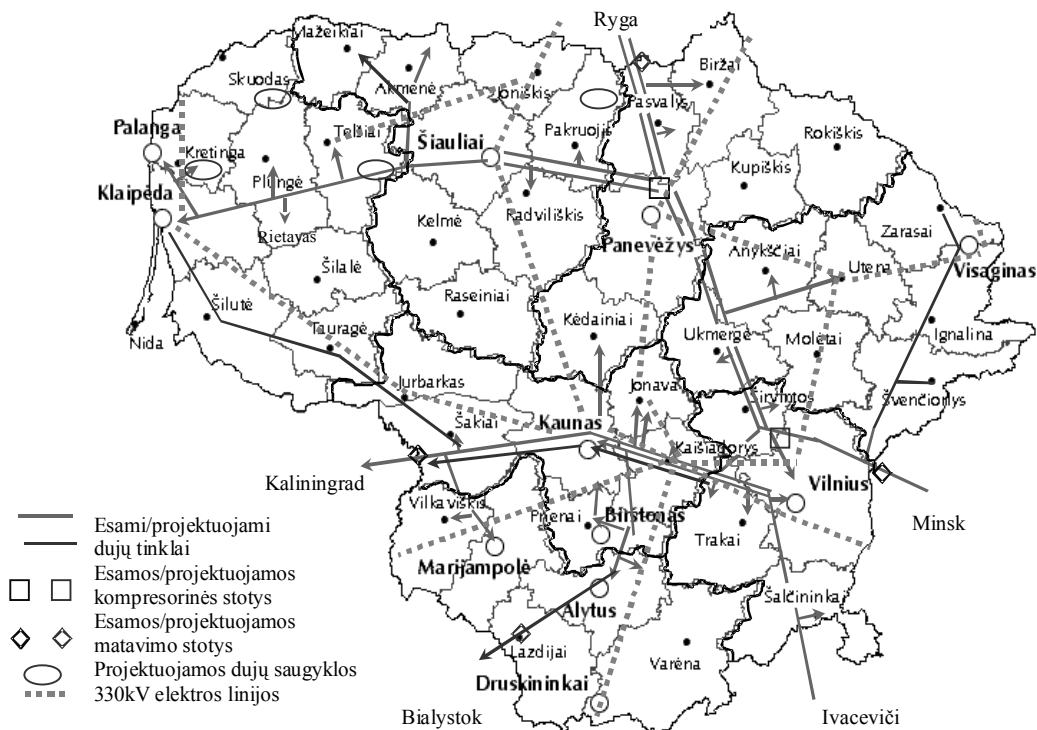 Ryga
Mažeikiai
Skuodas
Akmenė
Joniškis
Biržai
Pasvalys
Palanga
Kretinga
Telšiai
Šiauliai
Pakruojis
Rokiškis
Kupiškis
Klaipėda
Plungė
Rietavas
Kelmė
Radviliškis
Panevėžys
Anykščiai
Zarasai
Utena
Visaginas
Šilalė
Raseiniai
Šilutė
Tauragė
Kėdainiai
Ukmergė
Molėtai
Ignalina
Nida
Jurbarkas
Jonava
Širvintos
Švenčionys
Šakiai
Kaunas
Kaišiadorys
Kaliningrad
Vilnius
Vilkaviškis
Prienai
Birštonas
Trakai
Minsk
Marijampolė
Alytus
Šalčininkai
Lazdijai
Varėna
Druskininkai
Bialystok
Ivaceviči
Esami/projektuojami
dujų tinklai
Esamos/projektuojamos
kompresorinės stotys
Esamos/projektuojamos
matavimo stotys
Projektuojamos dujų saugyklos
330kV elektros linijos